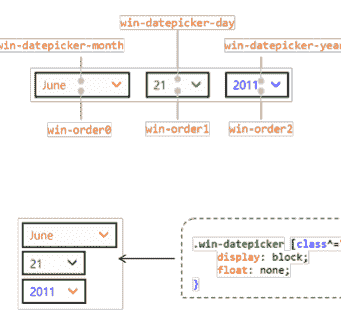 win-datepicker-day
win-datepicker-month
win-datepicker-year
June
21
2011
win-order0
win-order1
win-order2
June
21
2011
.win-datepicker [class^="
display: block;
float: none;
}